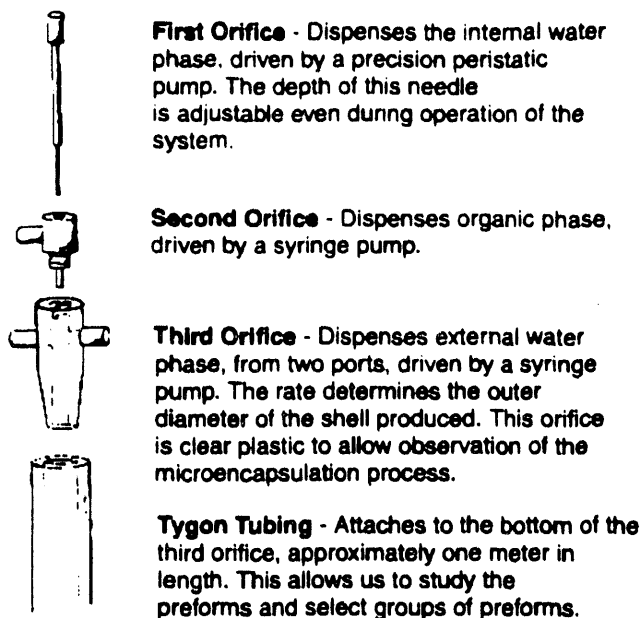 First Orifice - Dispenses the internal water
phase, driven by a precision peristatic
pump. The depth of this needle
is adjustable even during operation of the
system.
Second Orifice - Dispenses organic phase,
driven by a syringe pump.
Third Orifice - Dispenses external water
phase, from two ports, driven by a syringe
pump. The rate determines the outer
diameter of the shell produced. This orifice
is clear plastic to allow observation of the
microencapsulation process.
Tygon Tubing - Attaches to the bottom of the
third orifice, approximately one meter in
length. This allows us to study the
preforms and select groups of preforms.